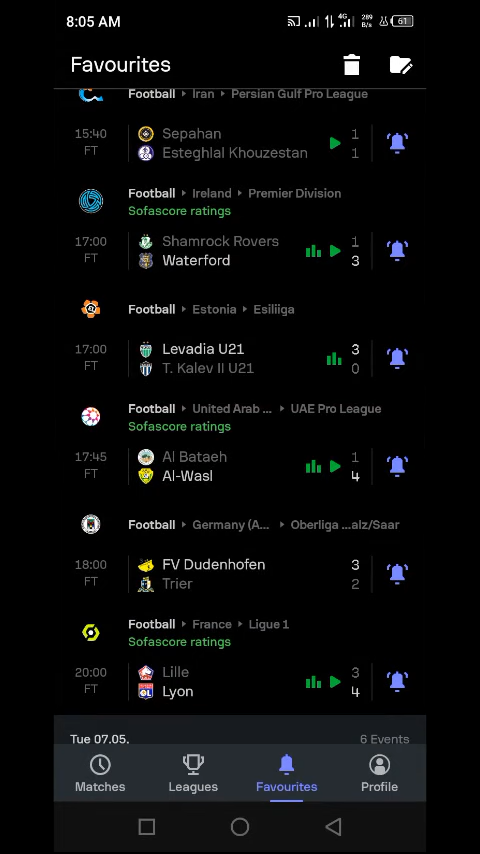 8:05 AM 4G 289 B/s 61
Favourites
Football Iran Persian Gulf Pro League
15:40 Sepahan 1
FT Esteghlal Khouzestan 1
Football Ireland Premier Division
Sofascore ratings
17:00 Shamrock Rovers 1
FT Waterford 3
Football Estonia Esiliiga
17:00 Levadia U21 3
FT T. Kalev II U21 0
Football United Arab ... UAE Pro League
Sofascore ratings
17:45 Al Bataeh 1
FT Al-Wasl 4
Football Germany (A... Oberliga ...alz/Saar
18:00 FV Dudenhofen 3
FT Trier 2
Football France Ligue 1
Sofascore ratings
20:00 Lille 3
FT Lyon 4
Tue 07.05. 6 Events
Matches Leagues Favourites Profile